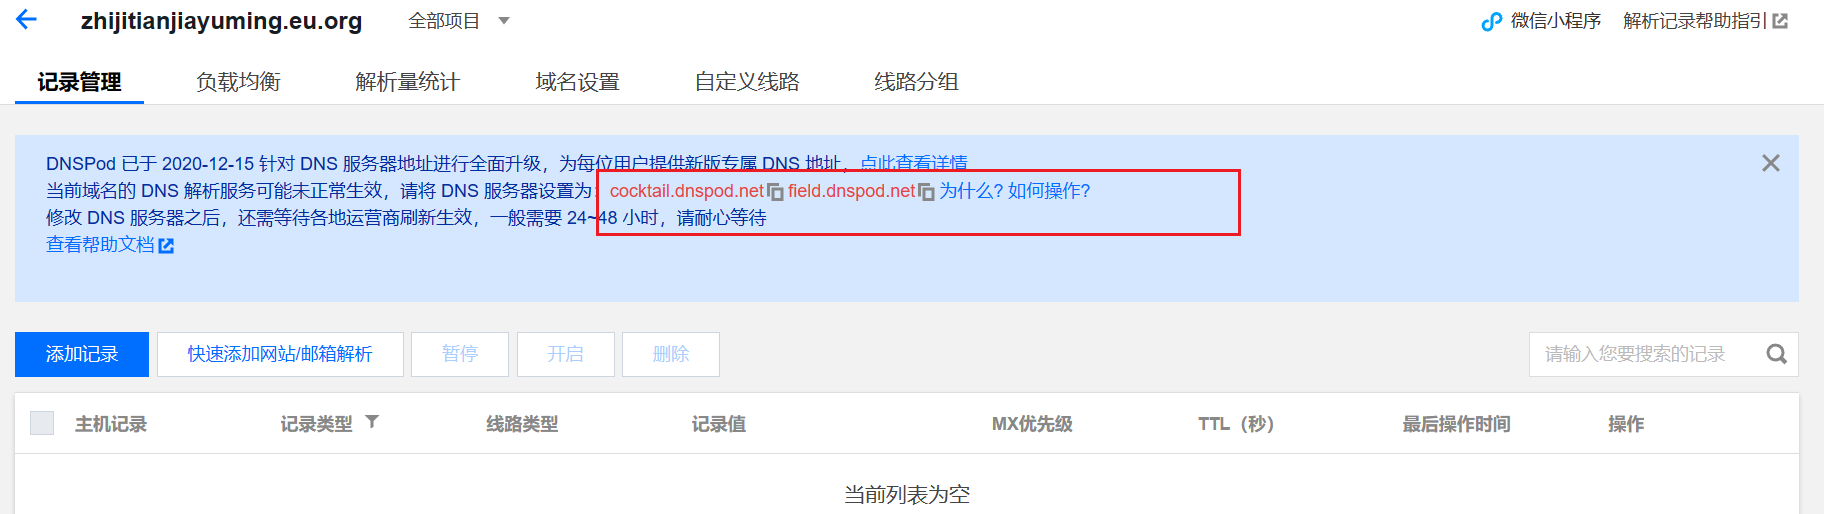 zhijitianjiayuming.eu.org 全部项目 微信小程序 解析记录帮助指引
记录管理 负载均衡 解析量统计 域名设置 自定义线路 线路分组
DNSPod 已于 2020-12-15 针对 DNS 服务器地址进行全面升级，为每位用户提供新版专属 DNS 地址，点此查看详情
当前域名的 DNS 解析服务可能未正常生效，请将 DNS 服务器设置为：cocktail.dnspod.net field.dnspod.net 为什么? 如何操作?
修改 DNS 服务器之后，还需等待各地运营商刷新生效，一般需要 24~48 小时，请耐心等待
查看帮助文档
添加记录 快速添加网站/邮箱解析 暂停 开启 删除 请输入您要搜索的记录
主机记录 记录类型 线路类型 记录值 MX优先级 TTL（秒） 最后操作时间 操作
当前列表为空